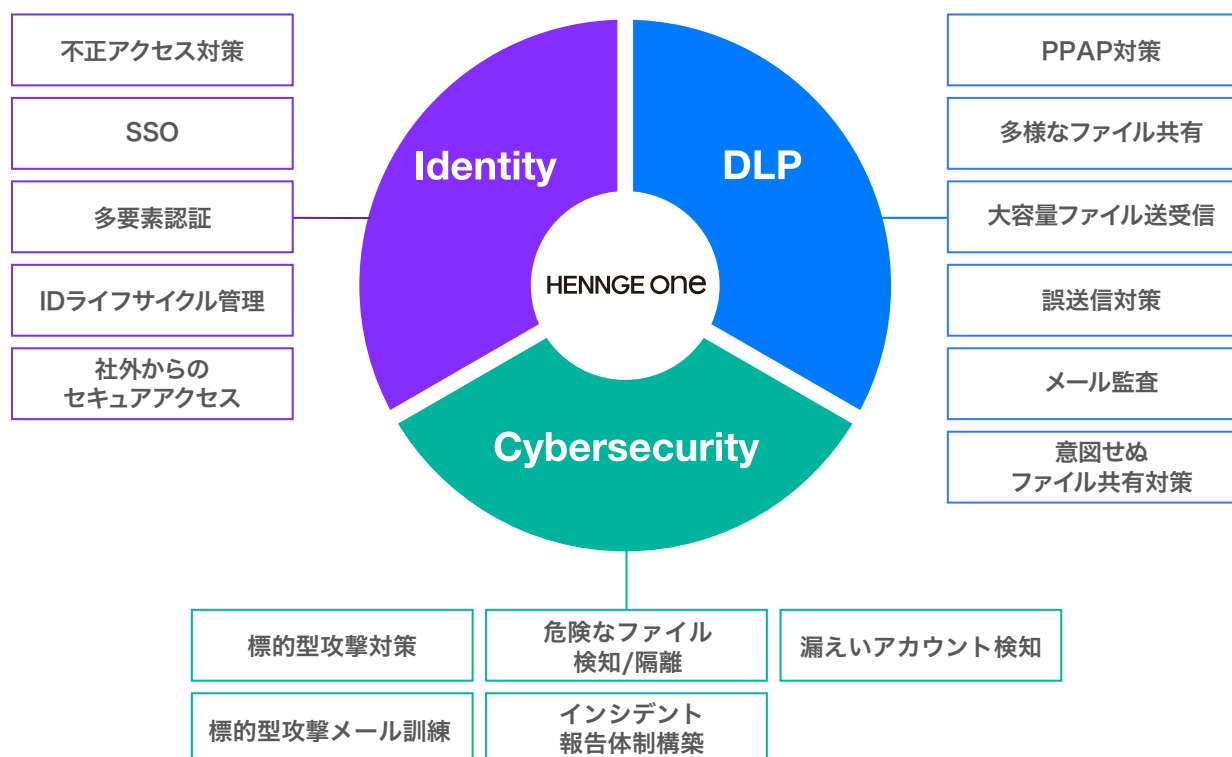 不正アクセス対策
SSO
多要素認証
IDライフサイクル管理
社外からの
セキュアアクセス
Identity
DLP
HENNGE one
Cybersecurity
PPAP対策
多様なファイル共有
大容量ファイル送受信
誤送信対策
メール監査
意図せぬ
ファイル共有対策
標的型攻撃対策
危険なファイル
検知/隔離
漏えいアカウント検知
標的型攻撃メール訓練
インシデント
報告体制構築